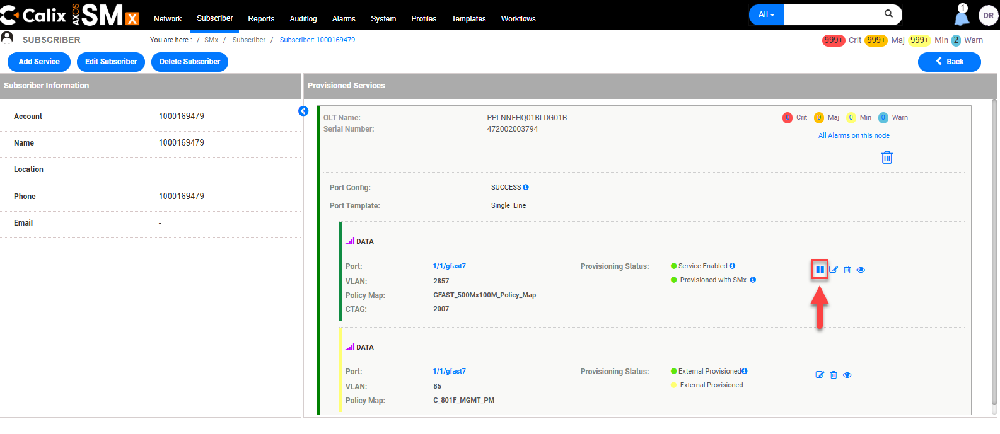 Calix AXOS SMx
Network Subscriber Reports Auditlog Alarms System Profiles Templates Workflows
All
1
DR
SUBSCRIBER
You are here : / SMx / Subscriber / Subscriber: 1000169479
999+ Crit 999+ Maj 999+ Min 2 Warn
Add Service Edit Subscriber Delete Subscriber
Back
Subscriber Information
Account 1000169479
Name 1000169479
Location
Phone 1000169479
Email -
Provisioned Services
OLT Name: PPLNNEHQ01BLDG01B
Serial Number: 472002003794
0 Crit 0 Maj 0 Min 0 Warn
All Alarms on this node
Port Config: SUCCESS
Port Template: Single_Line
DATA
Port: 1/1/gfast7 Provisioning Status: Service Enabled
VLAN: 2857 Provisioned with SMx
Policy Map: GFAST_500Mx100M_Policy_Map
CTAG: 2007
DATA
Port: 1/1/gfast7 Provisioning Status: External Provisioned
VLAN: 85 External Provisioned
Policy Map: C_801F_MGMT_PM